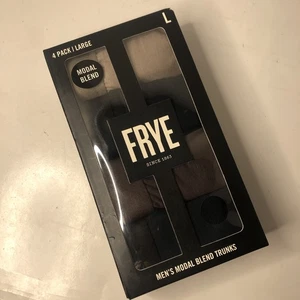 4 PACK | LARGE
L
MODAL
BLEND
FRYE
SINCE 1863
MEN'S MODAL BLEND TRUNKS